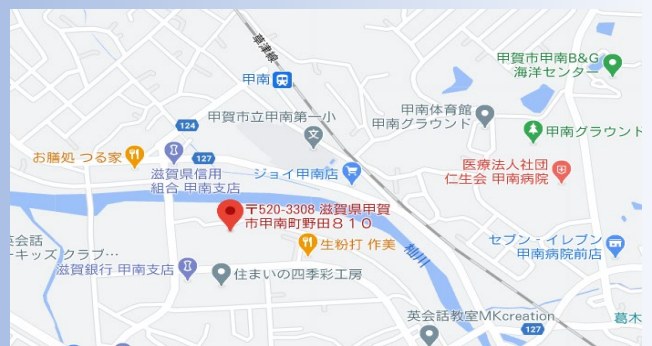 草津線
甲南
甲賀市甲南B&G
海洋センター
124
甲賀市立甲南第一小
甲南体育館
甲南グラウンド
甲南グラウンド
お膳処 つる家
127
滋賀県信用
組合 甲南支店
ジョイ甲南店
医療法人社団
仁生会 甲南病院
〒520-3308 滋賀県甲賀
市甲南町野田810
英会話
ーキッズ クラブ…
生粉打 作美
杣川
セブン - イレブン
甲南病院前店
滋賀銀行 甲南支店
住まいの四季彩工房
英会話教室MKcreation
127
葛木